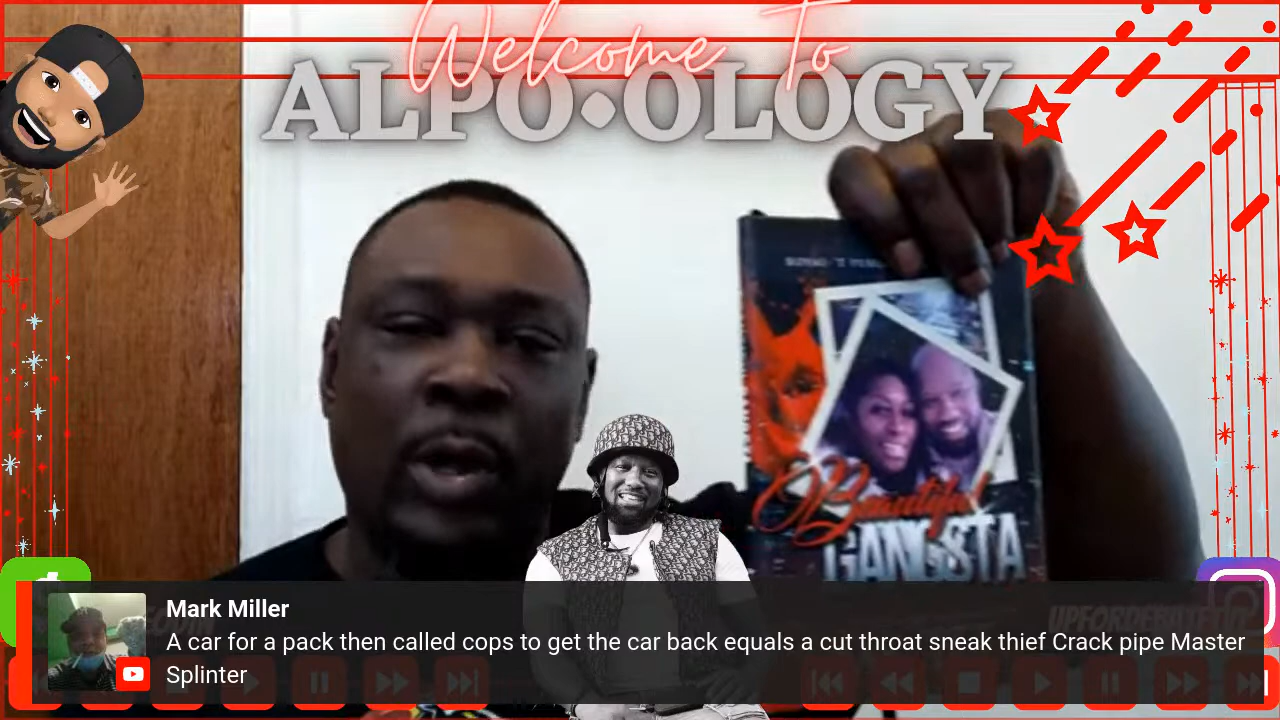 Welcome To
ALPO•OLOGY
Beautiful
GANGSTA
Mark Miller
A car for a pack then called cops to get the car back equals a cut throat sneak thief Crack pipe Master
Splinter
UPFORDEBATETV